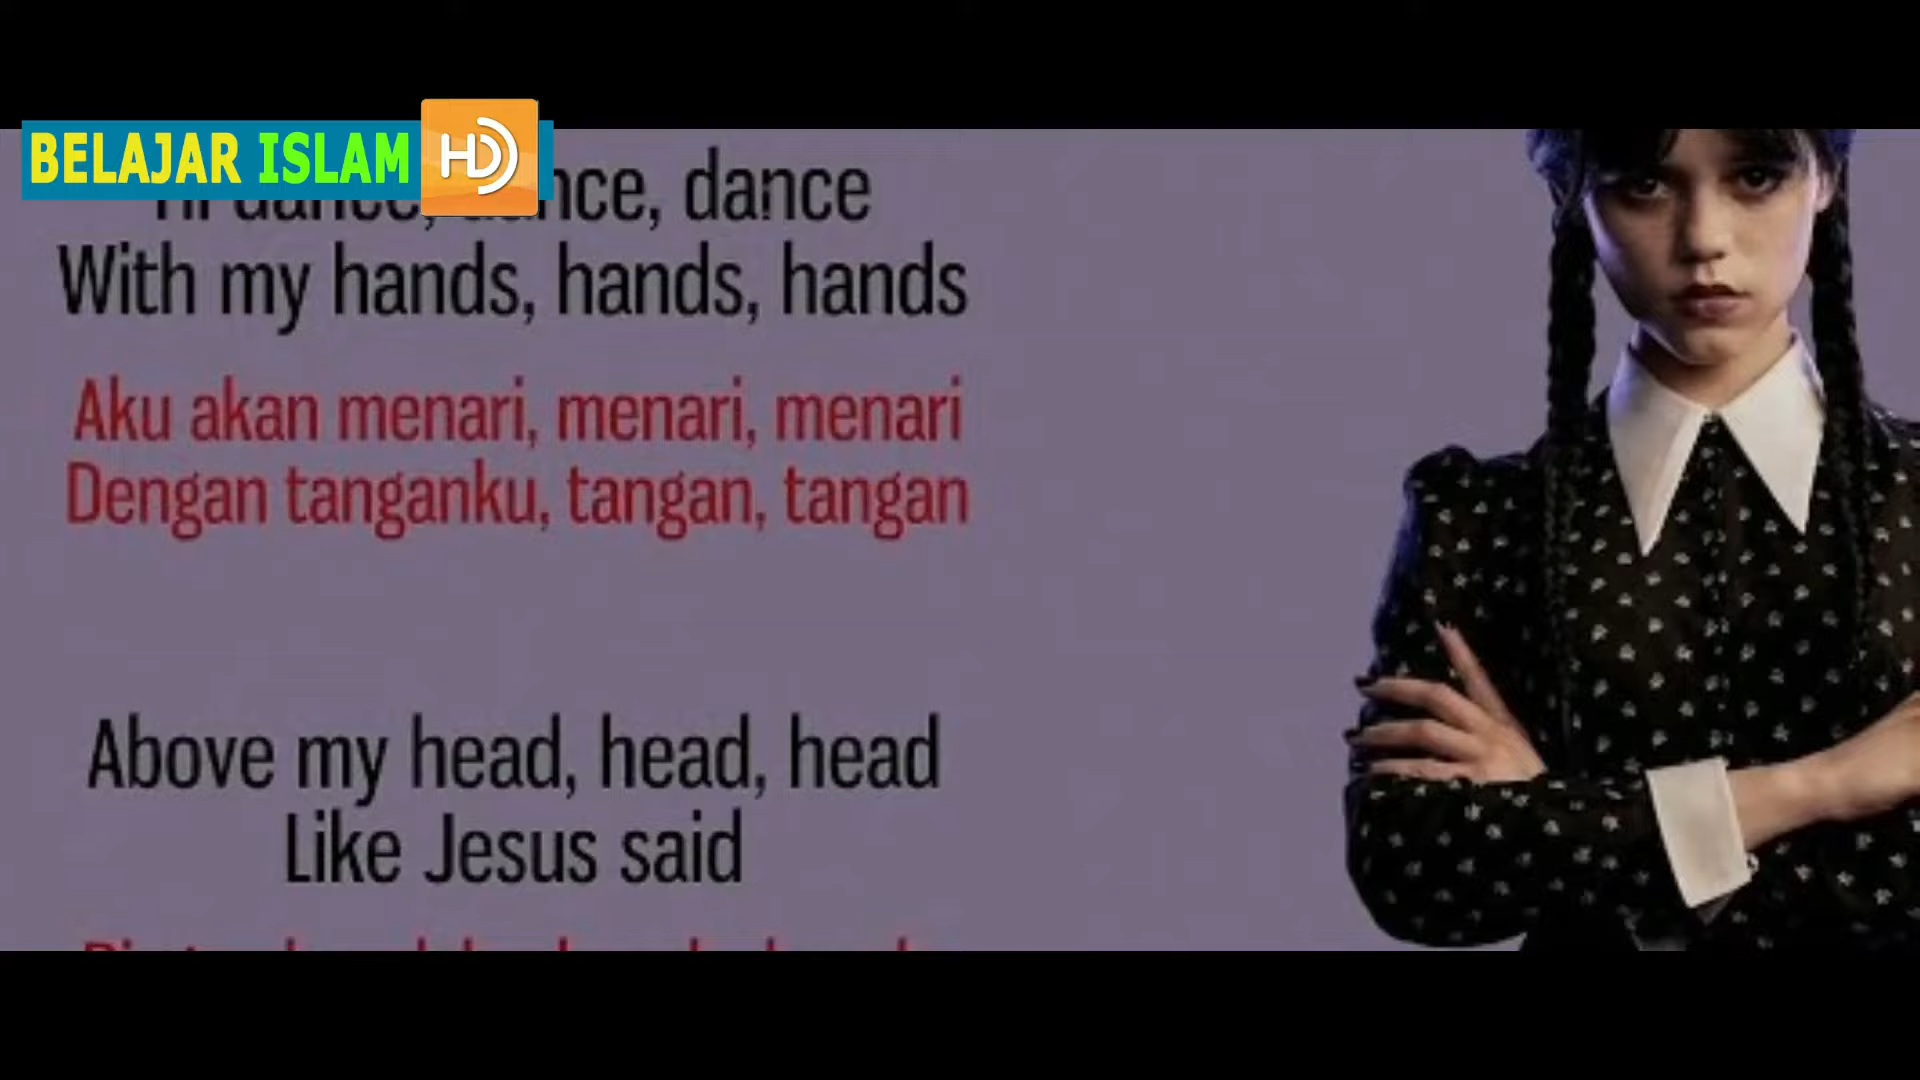 BELAJAR ISLAM HD
dance
With my hands, hands, hands
Aku akan menari, menari, menari
Dengan tanganku, tangan, tangan
Above my head, head, head
Like Jesus said